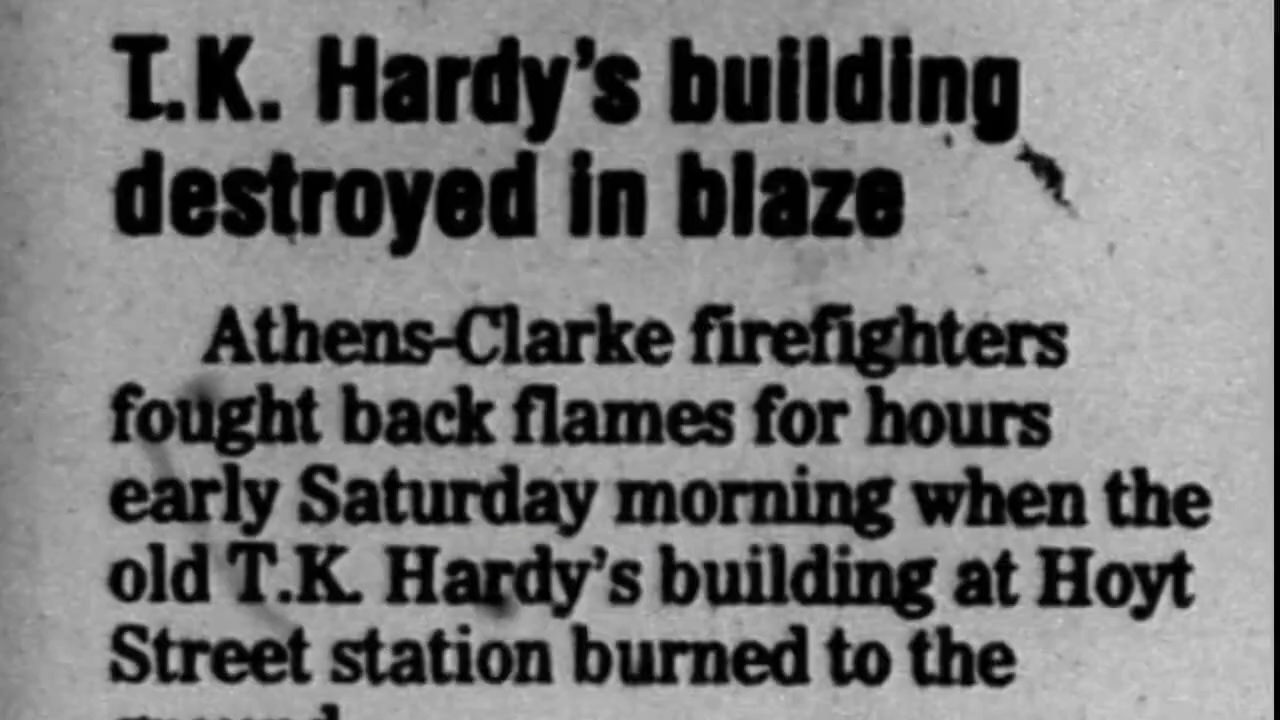 T.K. Hardy's building
destroyed in blaze
Athens-Clarke firefighters
fought back flames for hours
early Saturday morning when the
old T.K. Hardy's building at Hoyt
Street station burned to the